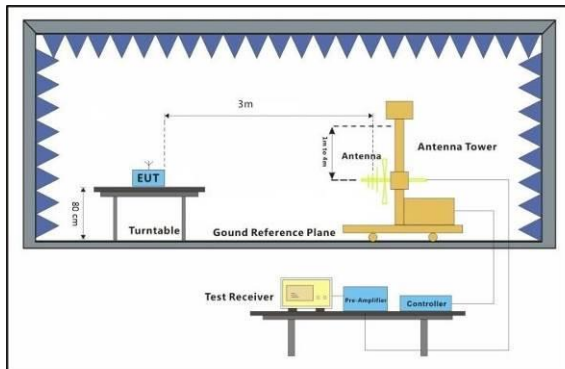 3m
1m to 4m
Antenna
Antenna Tower
EUT
80 cm
Turntable
Gound Reference Plane
Test Receiver
Pre-Amplifier
Controller